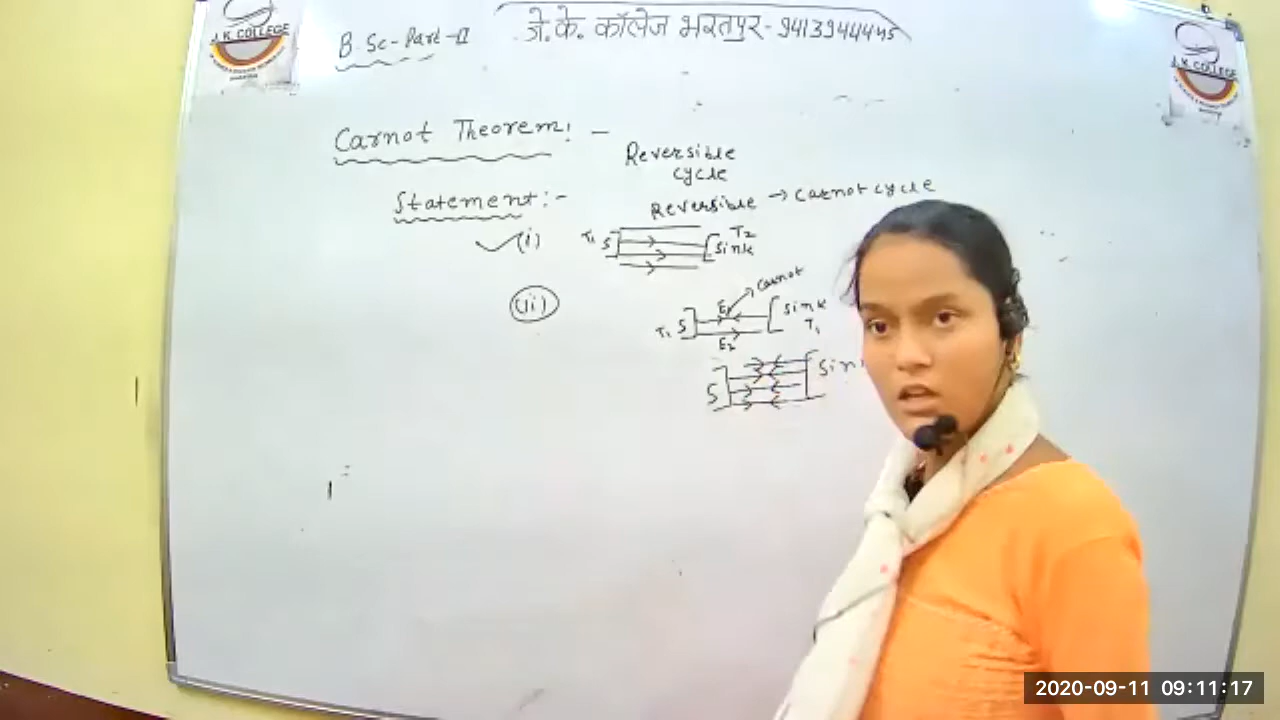 J.K. COLLEGE
B.Sc-Part-II
जे.के. कॉलेज भरतपुर-9413944445
J.K COLLEGE
Carnot Theorem:-
Reversible
cycle
Statement:-
Reversible → Carnot cycle
(i)
T1 S
T2
Sink
(ii)
Carnot
E1
T1 S
Sink
T1
E2
S
2020-09-11 09:11:17